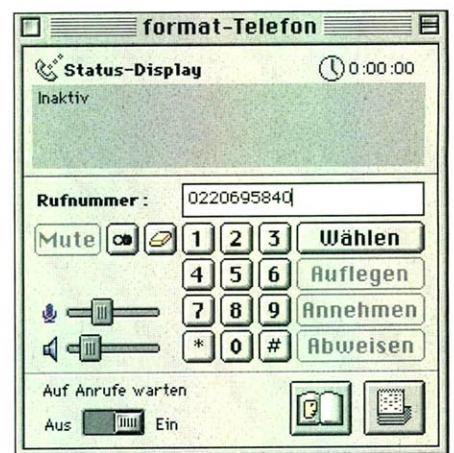 format-Telefon
Status-Display 0:00:00
Inaktiv
Rufnummer: 0220695840
Mute 1 2 3 Wählen
4 5 6 Auflegen
7 8 9 Annehmen
* 0 # Abweisen
Auf Anrufe warten
Aus Ein